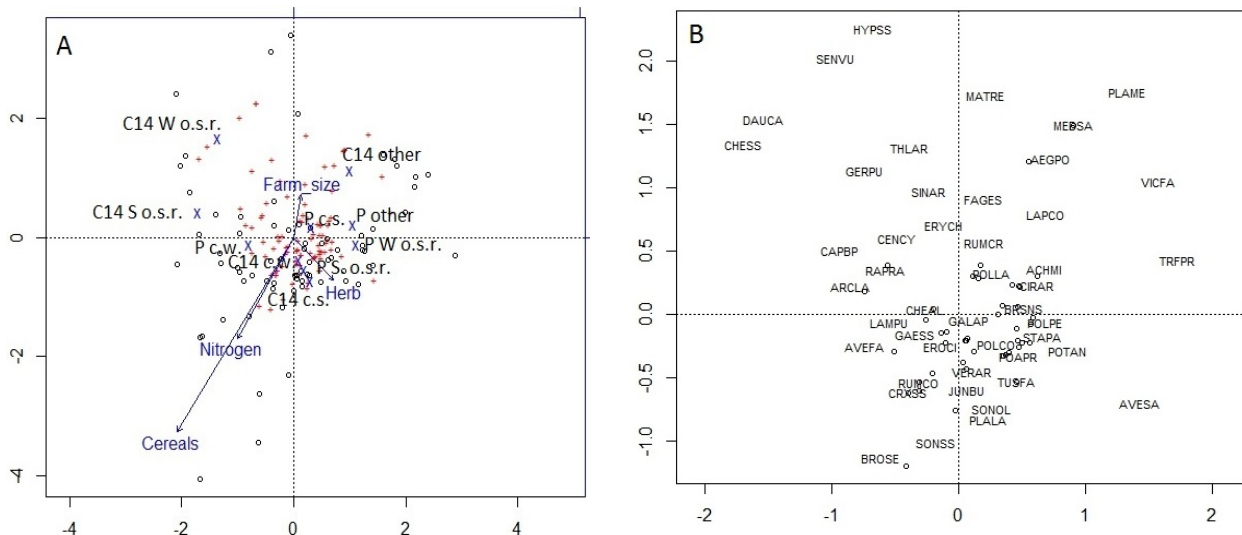 A
C14 W o.s.r.
C14 other
Farm_size
C14 S o.s.r.
P c.s.
P other
P c.w.
P W o.s.r.
C14 c.w.
P S. o.s.r.
Herb
C14 c.s.
Nitrogen
Cereals
2
0
-2
-4
-4 -2 0 2 4
B
HYPSS
SENVU
MATRE
PLAME
DAUCA
MEDSA
CHESS
THLAR
AEGPO
GERPU
VICFA
SINAR
FAGES
LAPCO
ERYCH
CENCY
RUMCR
CAPBP
TRFPR
RAPRA
POLLA
ACHMI
ARCLA
CIRAR
CHEAL
BRSNS
LAMPU
GALAP
POLPE
GAESS
STAPA
AVEFA
EROCI
POLCO
POTAN
POAPR
VERAR
RUMCO
TUSFA
CRXSS
JUNBU
AVESA
SONOL
PLALA
SONSS
BROSE
2.0
1.5
1.0
0.5
0.0
-0.5
-1.0
-2 -1 0 1 2